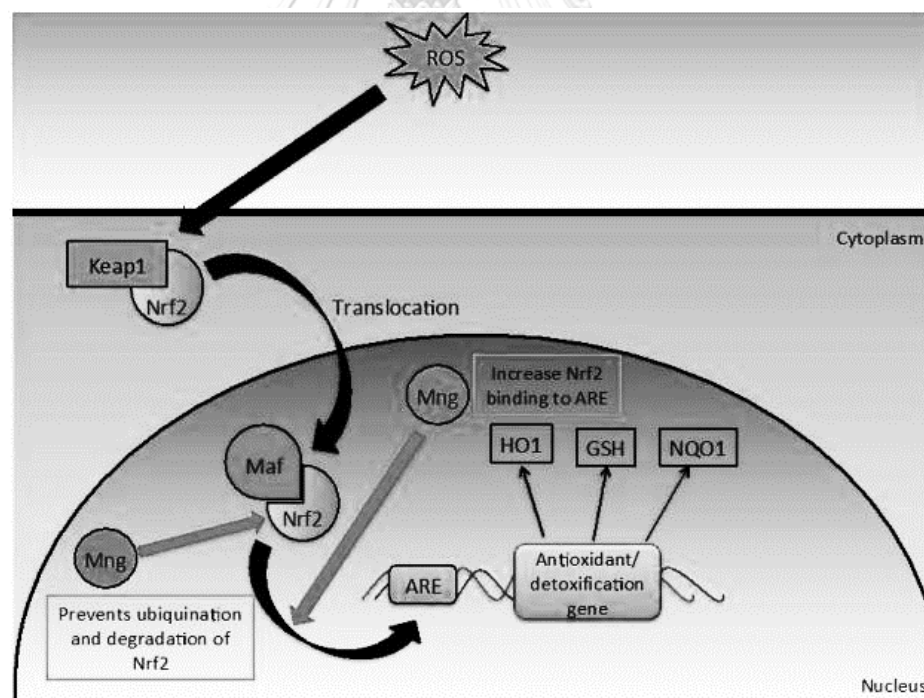 ROS
Cytoplasm
Keap1
Nrf2
Translocation
Mng
Increase Nrf2
binding to ARE
HO1
GSH
NQO1
Maf
Nrf2
Mng
Prevents ubiquination
and degradation of
Nrf2
ARE
Antioxidant/
detoxification
gene
Nucleus